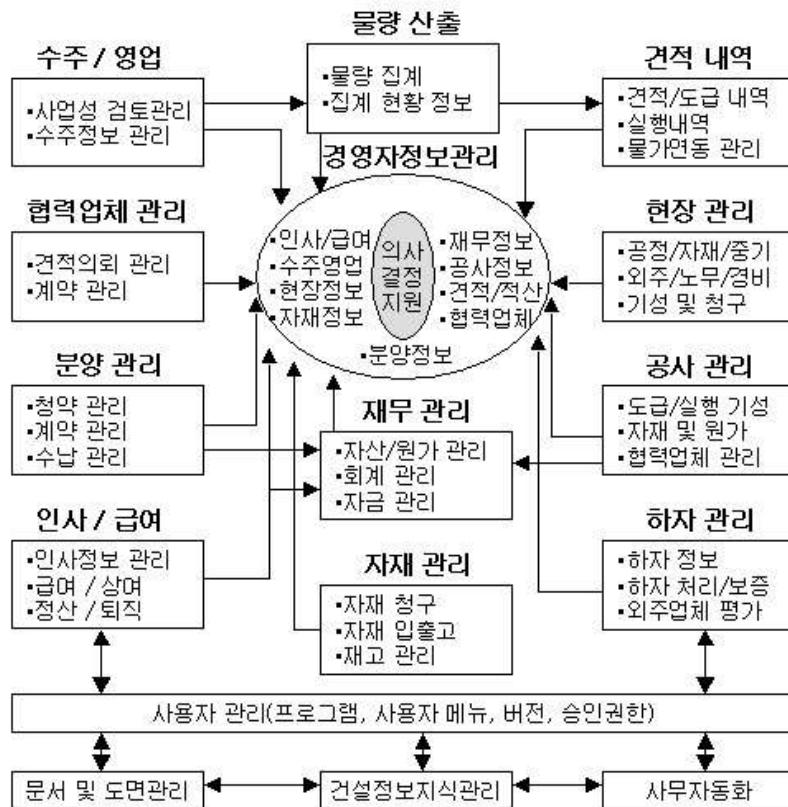 물량 산출
▪물량 집계
▪집계 현황 정보
수주 / 영업
▪사업성 검토관리
▪수주정보 관리
견적 내역
▪견적/도급 내역
▪실행내역
▪물가연동 관리
경영자정보관리
▪인사/급여
▪수주영업
▪현장정보
▪자재정보
의사
결정
지원
▪재무정보
▪공사정보
▪견적/적산
▪협력업체
▪분양정보
협력업체 관리
▪견적의뢰 관리
▪계약 관리
현장 관리
▪공정/자재/중기
▪외주/노무/경비
▪기성 및 청구
분양 관리
▪청약 관리
▪계약 관리
▪수납 관리
재무 관리
▪자산/원가 관리
▪회계 관리
▪자금 관리
공사 관리
▪도급/실행 기성
▪자재 및 원가
▪협력업체 관리
인사 / 급여
▪인사정보 관리
▪급여 / 상여
▪정산 / 퇴직
자재 관리
▪자재 청구
▪자재 입출고
▪재고 관리
하자 관리
▪하자 정보
▪하자 처리/보증
▪외주업체 평가
사용자 관리(프로그램, 사용자 메뉴, 버전, 승인권한)
문서 및 도면관리
건설정보지식관리
사무자동화